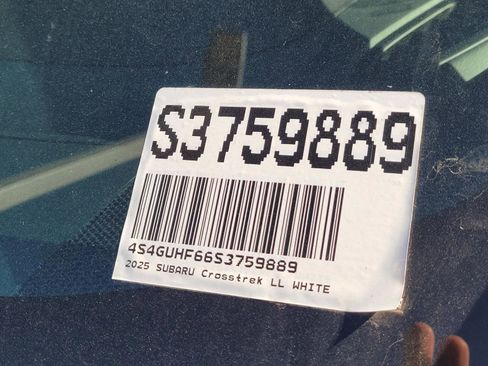 S3759889
4S4GUHF66S3759889
2025 SUBARU Crosstrek LL WHITE